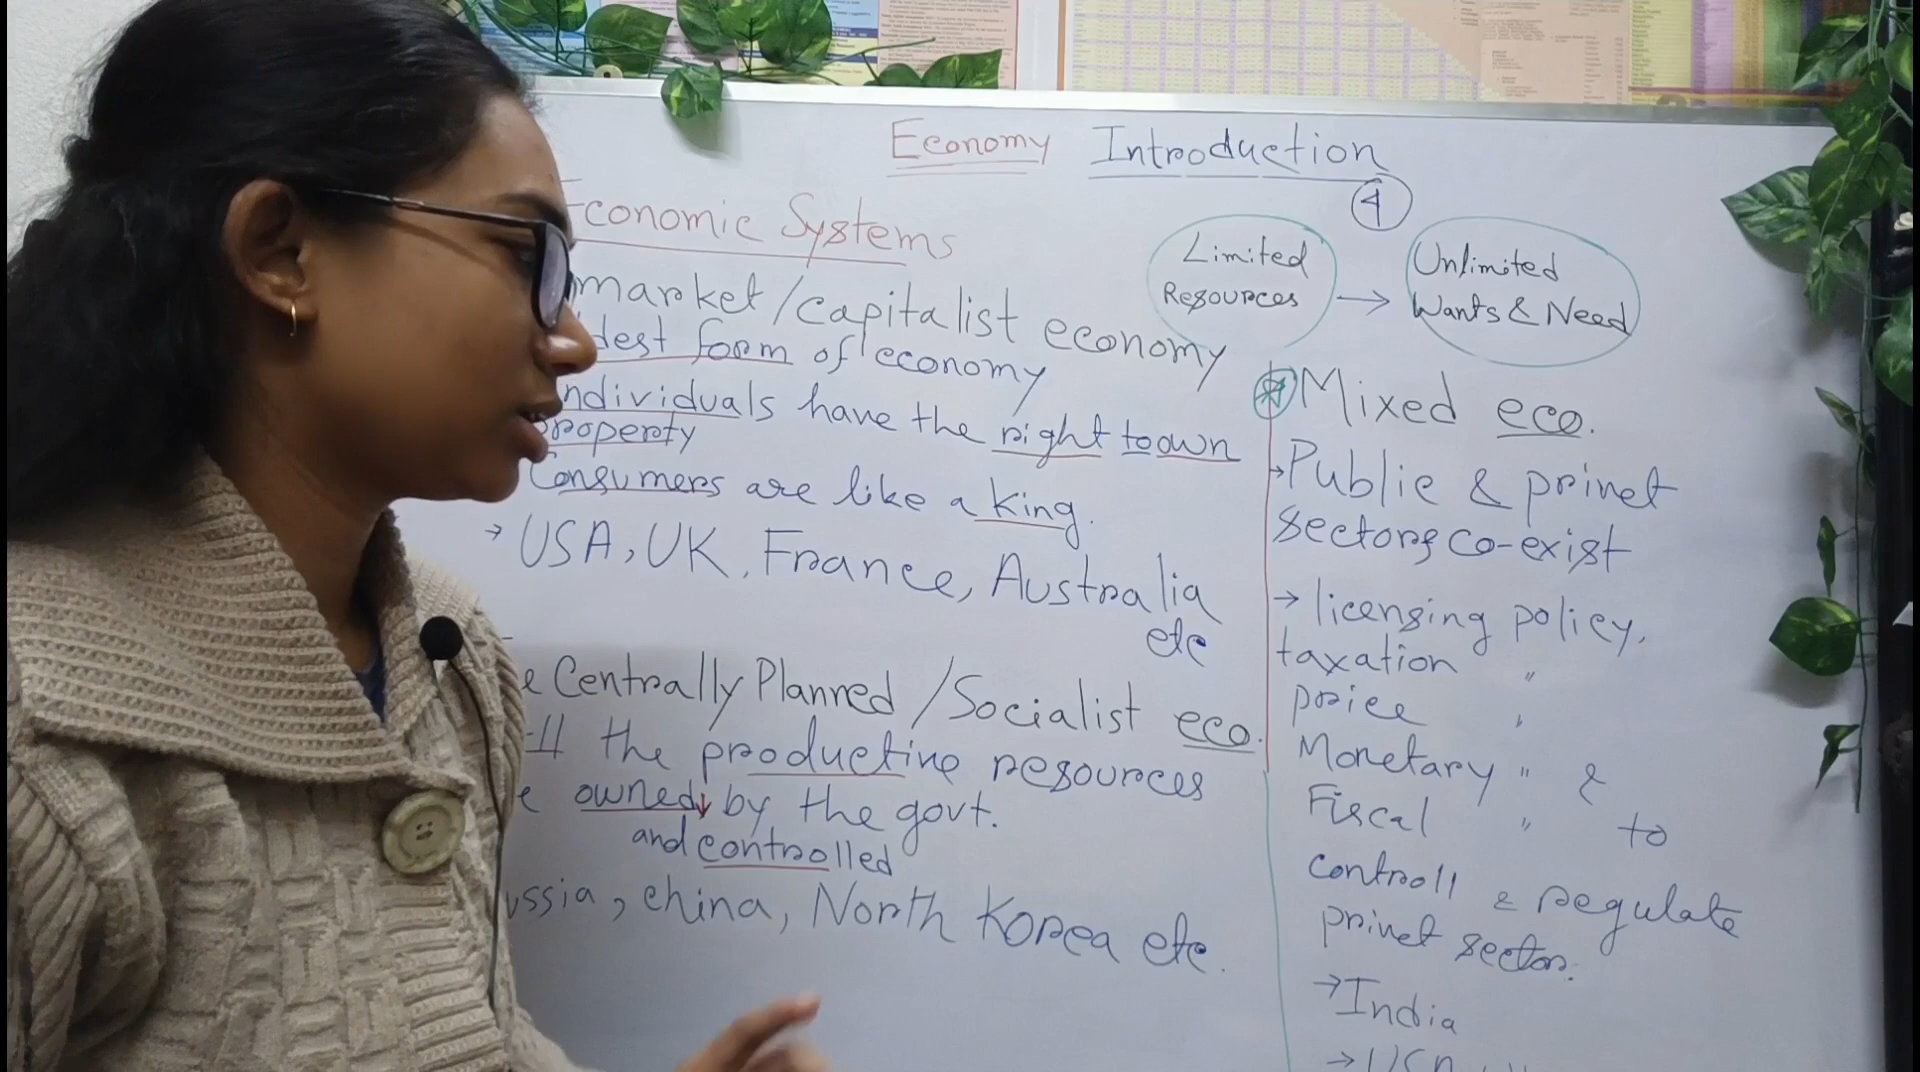 Economy Introduction
4
Economic Systems
market/capitalist economy
dest form of economy
ndividuals have the right to own
property
Consumers are like a king.
→ USA, UK, France, Australia
etc
e Centrally Planned/Socialist eco.
ll the productive resources
e owned by the govt.
and controlled
ussia, China, North Korea etc.
Limited
Resources
→
Unlimited
Wants & Need
Mixed eco.
→ Public & privet
sectors co-exist
→ licensing policy,
taxation "
price "
Monetary " &
Fiscal " to
controll & regulate
privet sector.
→ India